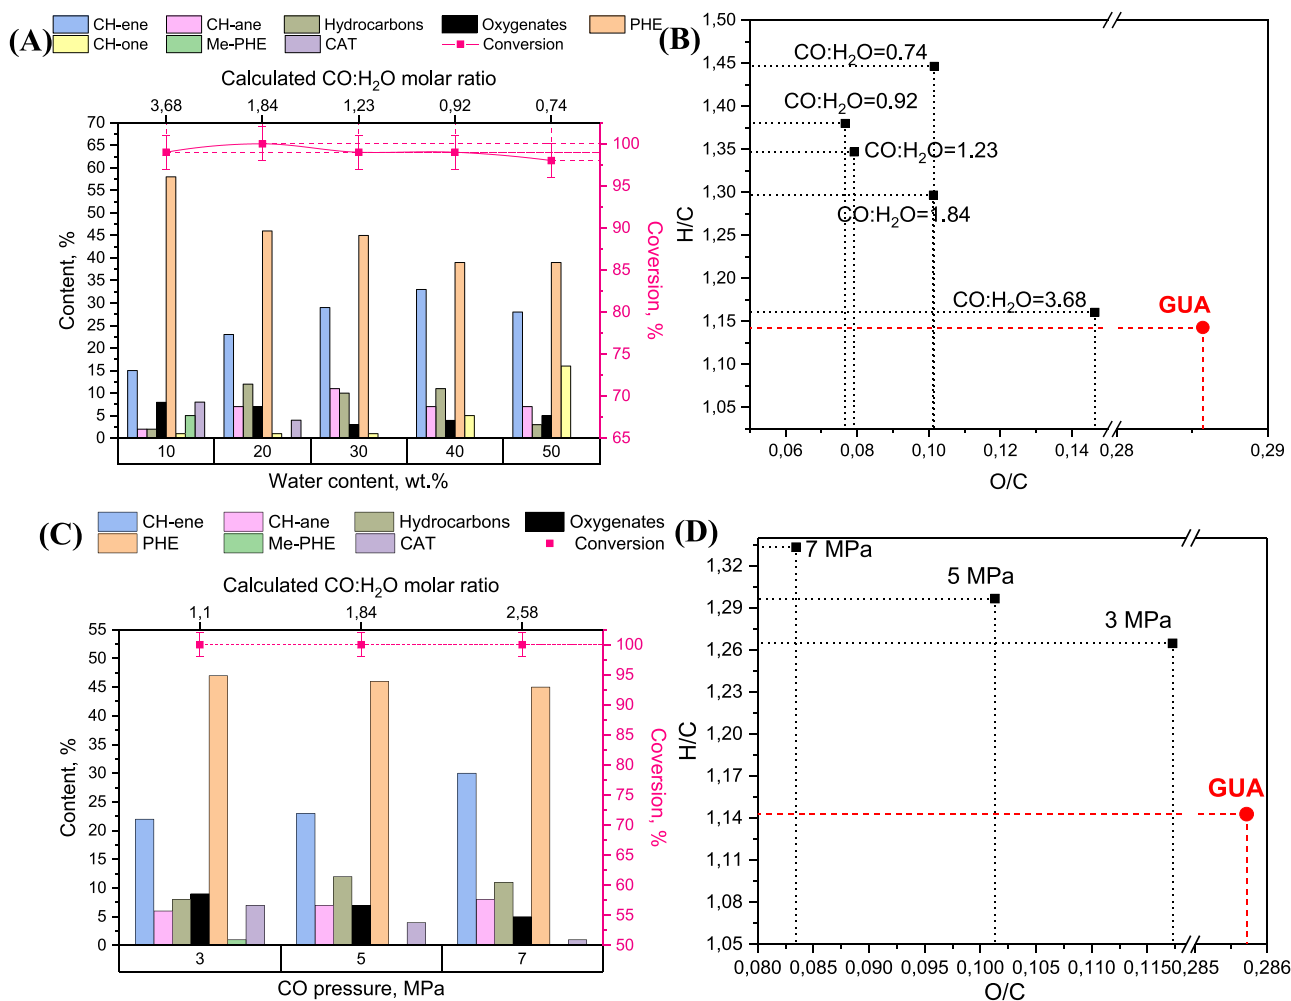 (A)
CH-ene CH-ane Hydrocarbons Oxygenates PHE
CH-one Me-PHE CAT Conversion
Calculated CO:H₂O molar ratio
3,68 1,84 1,23 0,92 0,74
70
65
60
55
50
45
40
35
30
25
20
15
10
5
0
Content, %
100
95
90
85
80
75
70
65
Coversion, %
10 20 30 40 50
Water content, wt.%
(B)
1,50
1,45
1,40
1,35
1,30
1,25
1,20
1,15
1,10
1,05
H/C
CO:H₂O=0.74
CO:H₂O=0.92
CO:H₂O=1.23
CO:H₂O=1.84
CO:H₂O=3.68
GUA
0,06 0,08 0,10 0,12 0,14 0,28 0,29
O/C
(C)
CH-ene CH-ane Hydrocarbons Oxygenates
PHE Me-PHE CAT Conversion
Calculated CO:H₂O molar ratio
1,1 1,84 2,58
55
50
45
40
35
30
25
20
15
10
5
0
Content, %
100
95
90
85
80
75
70
65
60
55
50
Coversion, %
3 5 7
CO pressure, MPa
(D)
1,32
1,29
1,26
1,23
1,20
1,17
1,14
1,11
1,08
1,05
H/C
7 MPa
5 MPa
3 MPa
GUA
0,080 0,085 0,090 0,095 0,100 0,105 0,110 0,115 0,285 0,286
O/C